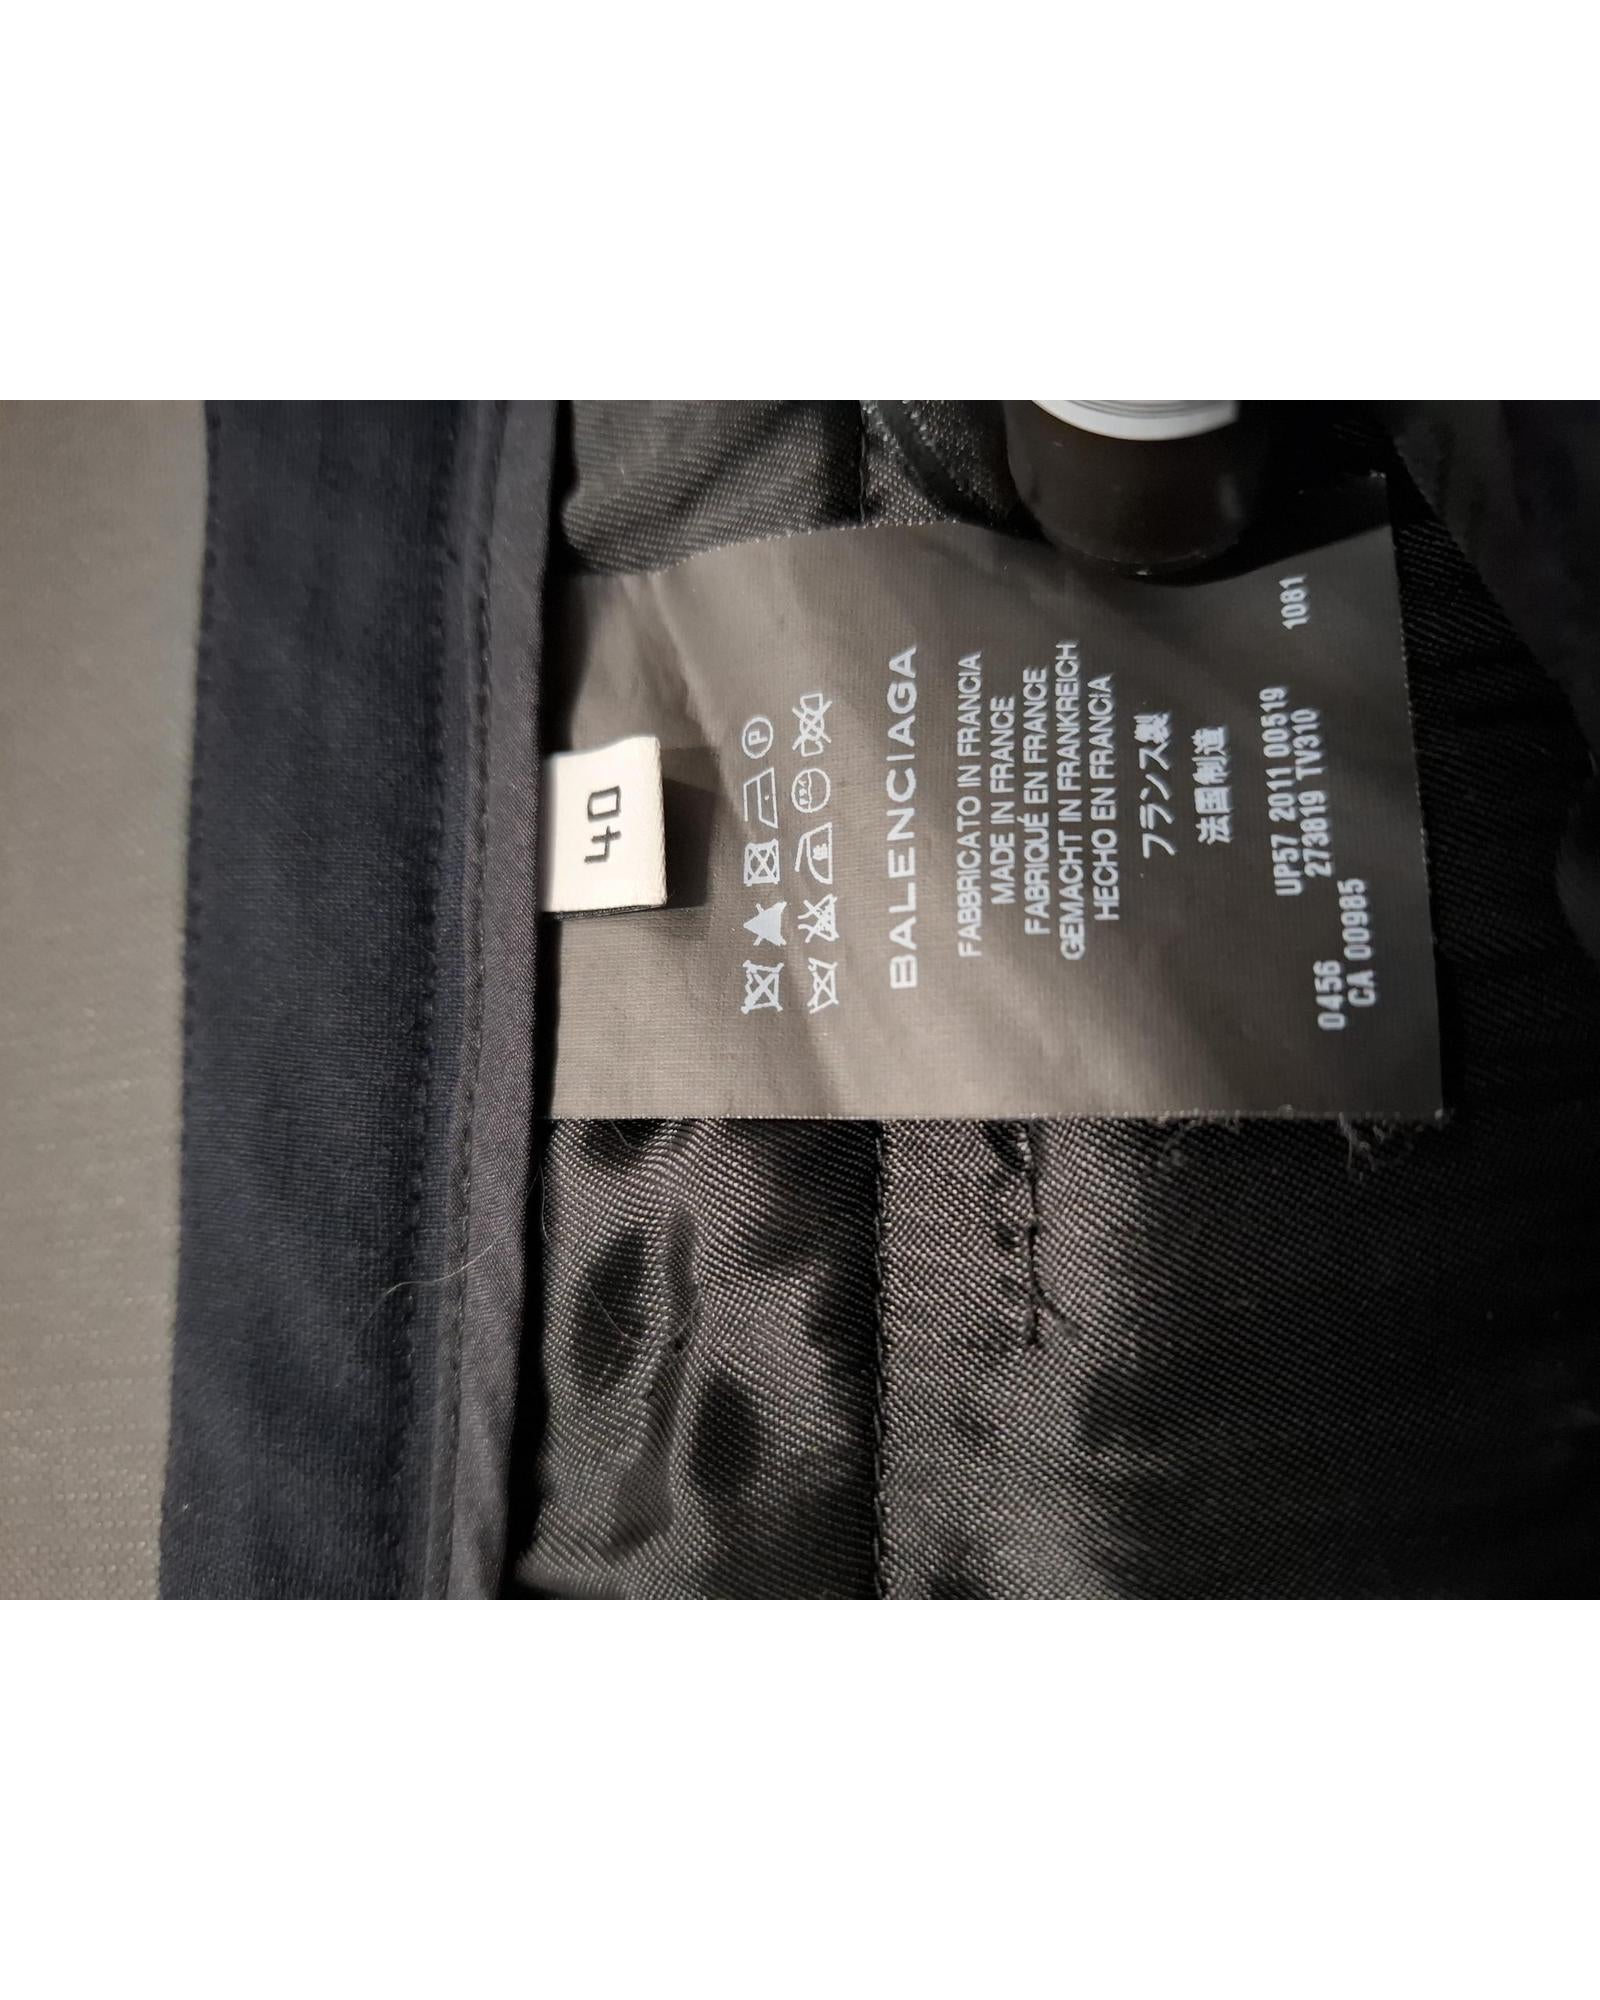 40
P
BALENCIAGA
FABBRICATO IN FRANCIA
MADE IN FRANCE
FABRIQUÉ EN FRANCE
GEMACHT IN FRANKREICH
HECHO EN FRANCIA
フランス製
法国制造
UP57 2011 00519 1081
0456 273819 TV310
CA 00985